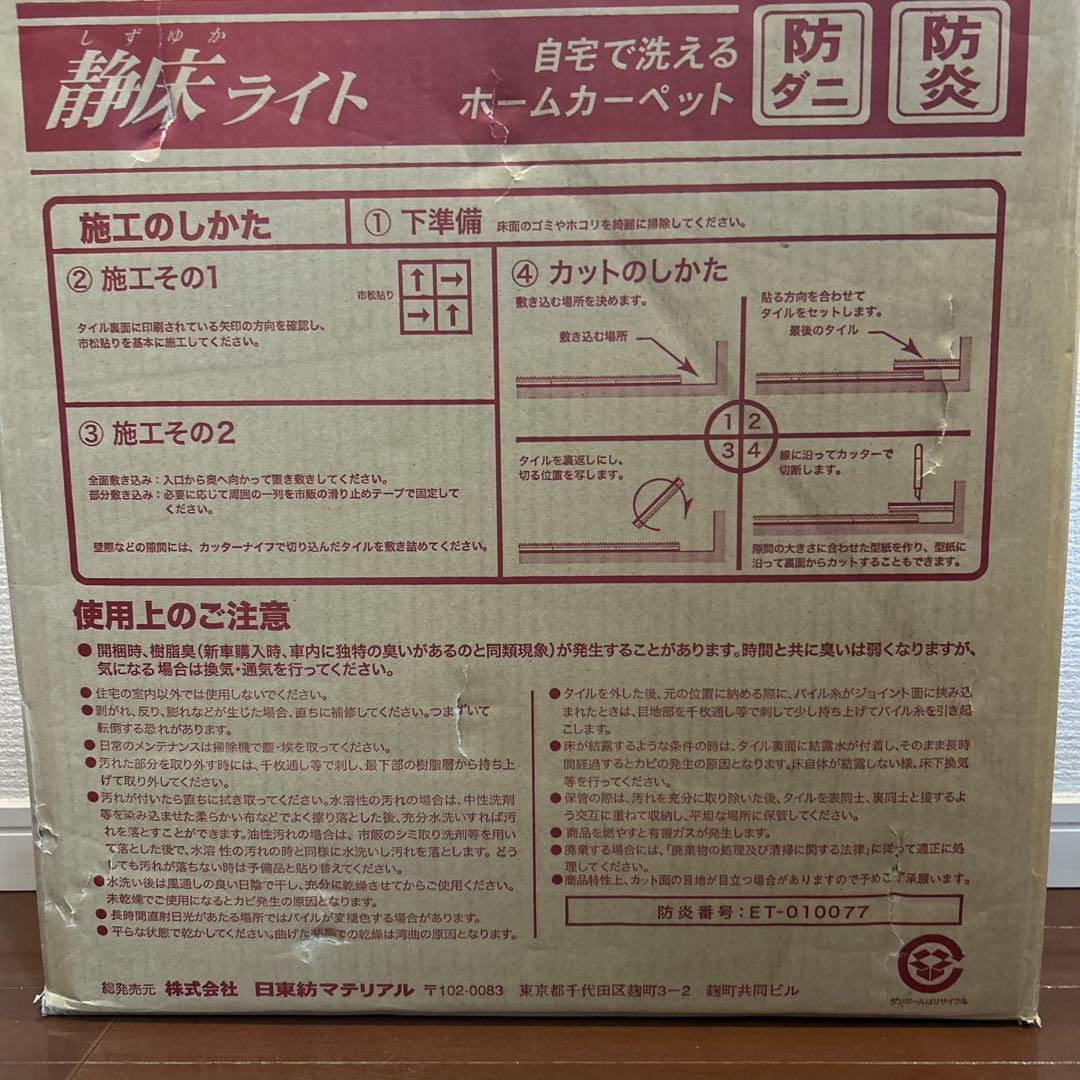 しずゆか
静床ライト
自宅で洗える
ホームカーペット
防
ダニ
防
炎
施工のしかた
① 下準備 床面のゴミやホコリを綺麗に掃除してください。
② 施工その1
市松貼り
↑ →
→ ↑
タイル裏面に印刷されている矢印の方向を確認し、
市松貼りを基本に施工してください。
③ 施工その2
全面敷き込み：入口から奥へ向かって置き敷きしてください。
部分敷き込み：必要に応じて周囲の一列を市販の滑り止めテープで固定して
ください。
壁際などの隙間には、カッターナイフで切り込んだタイルを敷き詰めてください。
④ カットのしかた
敷き込む場所を決めます。
敷き込む場所
貼る方向を合わせて
タイルをセットします。
最後のタイル
1 2
3 4
タイルを裏返しにし、
切る位置を写します。
線に沿ってカッターで
切断します。
隙間の大きさに合わせた型紙を作り、型紙に
沿って裏面からカットすることもできます。
使用上のご注意
● 開梱時、樹脂臭(新車購入時、車内に独特の臭いがあるのと同類現象)が発生することがあります。時間と共に臭いは弱くなりますが、
気になる場合は換気・通気を行ってください。
● 住宅の室内以外では使用しないでください。
● 剥がれ、反り、膨れなどが生じた場合、直ちに補修してください。つまずいて
転倒する恐れがあります。
● 日常のメンテナンスは掃除機で塵・埃を取ってください。
● 汚れた部分を取り外す時には、千枚通し等で刺し、最下部の樹脂層から持ち上
げて取り外してください。
● 汚れが付いたら直ちに拭き取ってください。水溶性の汚れの場合は、中性洗剤
等を染み込ませた柔らかい布などでよく擦り落とした後、充分水洗いすれば汚
れを落とすことができます。油性汚れの場合は、市販のシミ取り洗剤等を用い
て落とした後で、水溶性の汚れの時と同様に水洗いし汚れを落とします。どう
しても汚れが落ちない時は予備品と貼り替えてください。
● 水洗い後は風通しの良い日陰で干し、充分に乾燥させてからご使用ください。
未乾燥でご使用になるとカビ発生の原因となります。
● 長時間直射日光があたる場所ではパイルが変褪色する場合があります。
● 平らな状態で乾かしてください。曲げた状態での乾燥は湾曲の原因となります。
● タイルを外した後、元の位置に納める際に、パイル糸がジョイント面に挟み込
まれたときは、目地部を千枚通し等で刺して少し持ち上げてパイル糸を引き起
こします。
● 床が結露するような条件の時は、タイル裏面に結露水が付着し、そのまま長時
間経過するとカビの発生の原因となります。床自体が結露しない様、床下換気
等を行ってください。
● 保管の際は、汚れを充分に取り除いた後、タイルを表同士、裏同士と接するよ
う交互に重ねて収納し、平坦な場所に保管してください。
● 商品を燃やすと有害ガスが発生します。
● 廃棄する場合には、「廃棄物の処理及び清掃に関する法律」に従って適正に処
理してください。
● 商品特性上、カット面の目地が目立つ場合がありますので予めご了承願います。
防炎番号：ET-010077
総発売元 株式会社 日東紡マテリアル 〒102-0083 東京都千代田区麹町3-2 麹町共同ビル
ダンボールはリサイクル